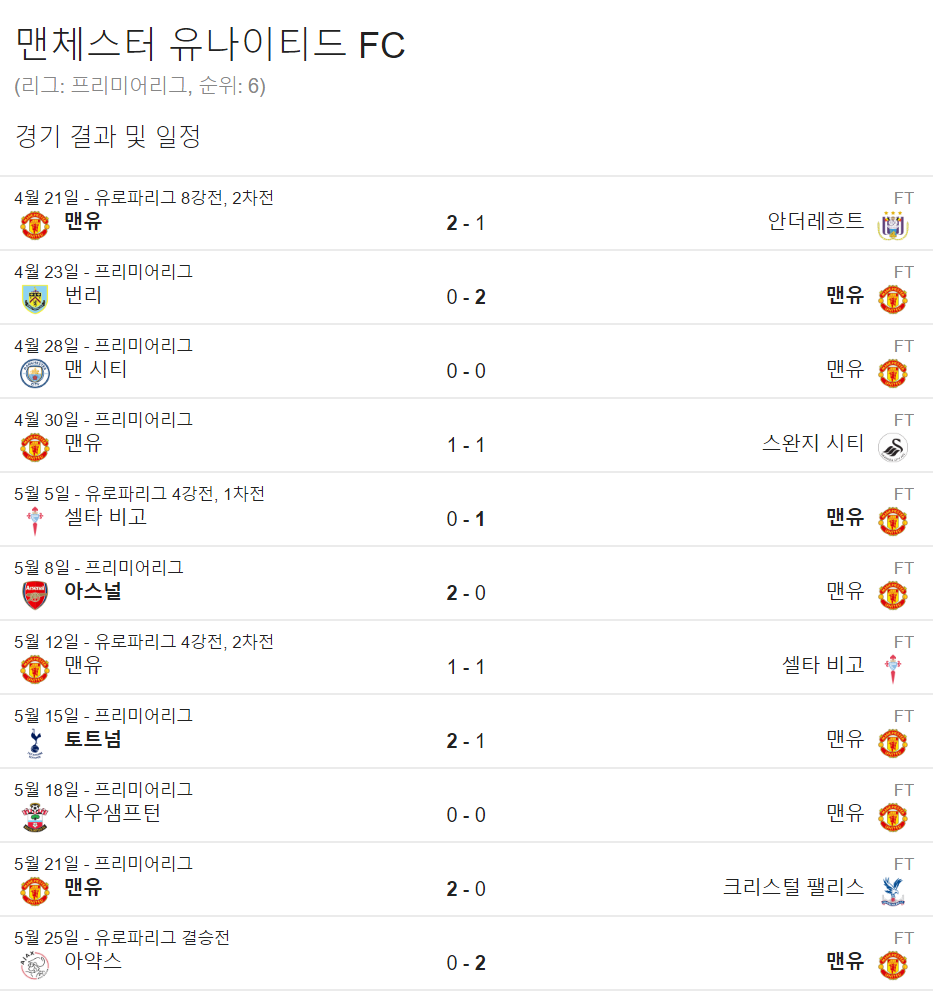 맨체스터 유나이티드 FC
(리그: 프리미어리그, 순위: 6)
경기 결과 및 일정
4월 21일 - 유로파리그 8강전, 2차전 FT
맨유 2 - 1 안더레흐트
4월 23일 - 프리미어리그 FT
번리 0 - 2 맨유
4월 28일 - 프리미어리그 FT
맨 시티 0 - 0 맨유
4월 30일 - 프리미어리그 FT
맨유 1 - 1 스완지 시티
5월 5일 - 유로파리그 4강전, 1차전 FT
셀타 비고 0 - 1 맨유
5월 8일 - 프리미어리그 FT
아스널 2 - 0 맨유
5월 12일 - 유로파리그 4강전, 2차전 FT
맨유 1 - 1 셀타 비고
5월 15일 - 프리미어리그 FT
토트넘 2 - 1 맨유
5월 18일 - 프리미어리그 FT
사우샘프턴 0 - 0 맨유
5월 21일 - 프리미어리그 FT
맨유 2 - 0 크리스털 팰리스
5월 25일 - 유로파리그 결승전 FT
아약스 0 - 2 맨유